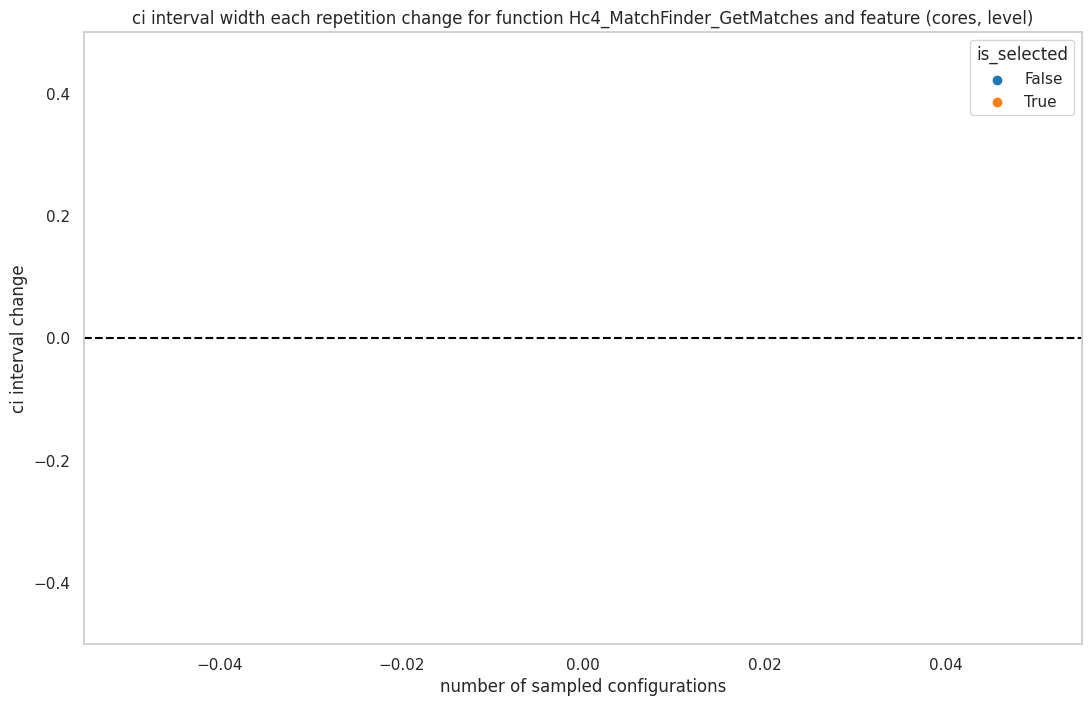 ci interval width each repetition change for function Hc4_MatchFinder_GetMatches and feature (cores, level)
is_selected
False
True
ci interval change
0.4
0.2
0.0
−0.2
−0.4
−0.04
−0.02
0.00
0.02
0.04
number of sampled configurations